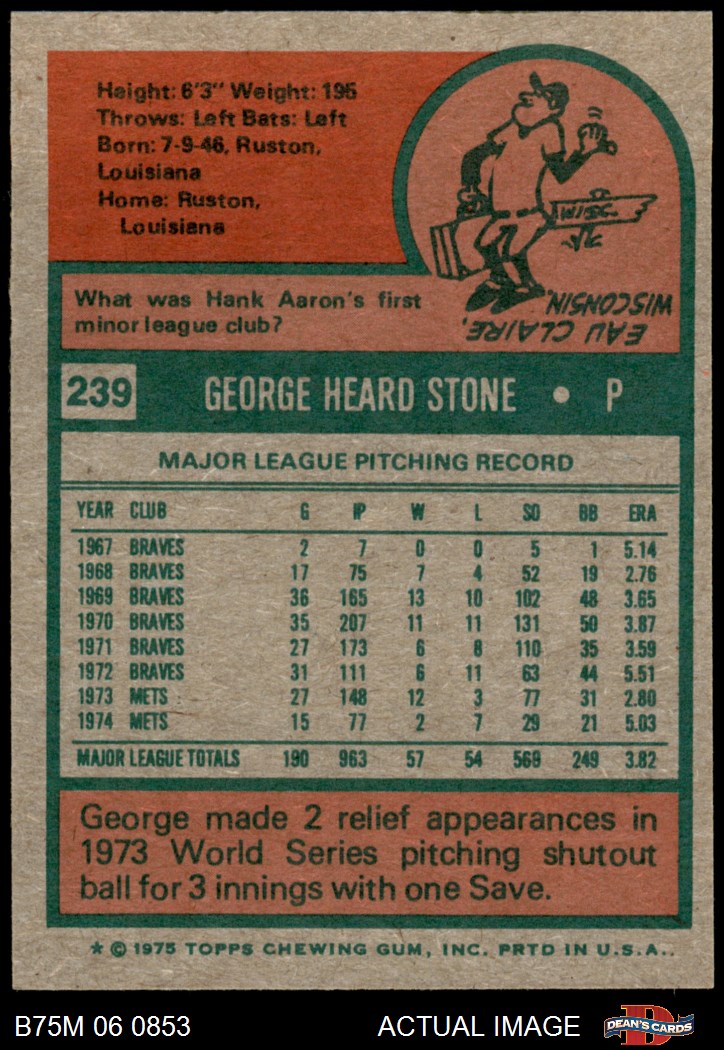 Height: 6'3" Weight: 195
Throws: Left Bats: Left
Born: 7-9-46, Ruston,
Louisiana
Home: Ruston,
Louisiana
WISC.
What was Hank Aaron's first
minor league club?
EAU CLAIRE,
WISCONSIN.
239 GEORGE HEARD STONE • P
MAJOR LEAGUE PITCHING RECORD
YEAR CLUB G IP W L SO BB ERA
1967 BRAVES 2 7 0 0 5 1 5.14
1968 BRAVES 17 75 7 4 52 19 2.76
1969 BRAVES 36 165 13 10 102 48 3.65
1970 BRAVES 35 207 11 11 131 50 3.87
1971 BRAVES 27 173 6 8 110 35 3.59
1972 BRAVES 31 111 6 11 63 44 5.51
1973 METS 27 148 12 3 77 31 2.80
1974 METS 15 77 2 7 29 21 5.03
MAJOR LEAGUE TOTALS 190 963 57 54 569 249 3.82
George made 2 relief appearances in
1973 World Series pitching shutout
ball for 3 innings with one Save.
* © 1975 TOPPS CHEWING GUM, INC. PRTD IN U.S.A..
B75M 06 0853 ACTUAL IMAGE D DEAN'S CARDS